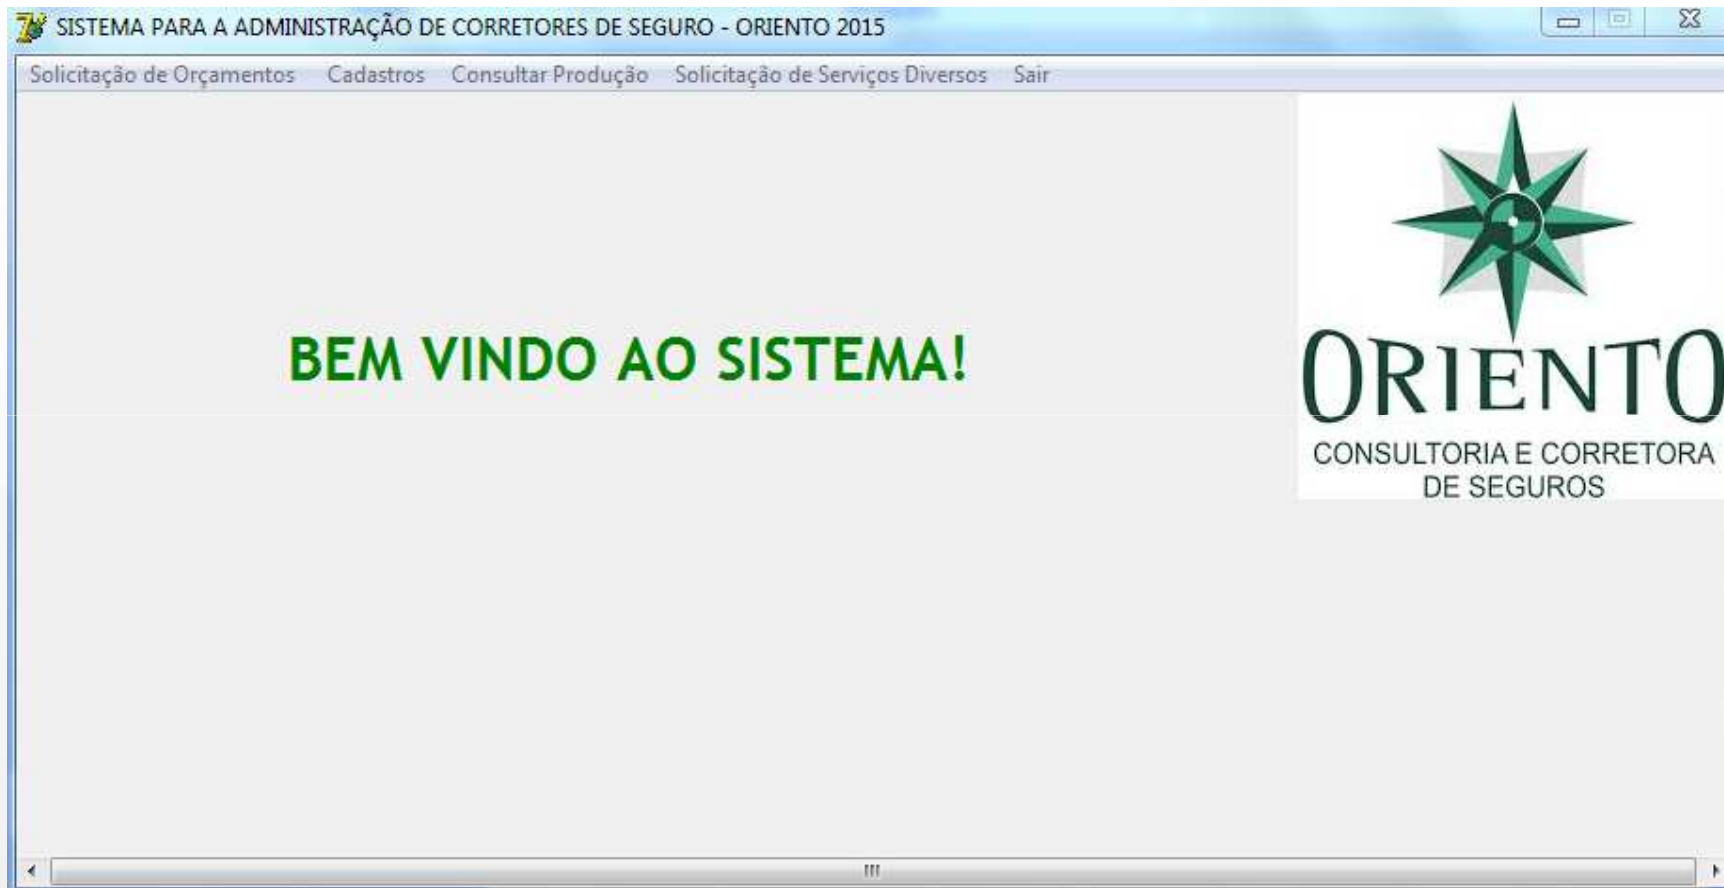 SISTEMA PARA A ADMINISTRAÇÃO DE CORRETORES DE SEGURO - ORIENTO 2015
Solicitação de Orçamentos Cadastros Consultar Produção Solicitação de Serviços Diversos Sair
BEM VINDO AO SISTEMA!
ORIENTO
CONSULTORIA E CORRETORA
DE SEGUROS